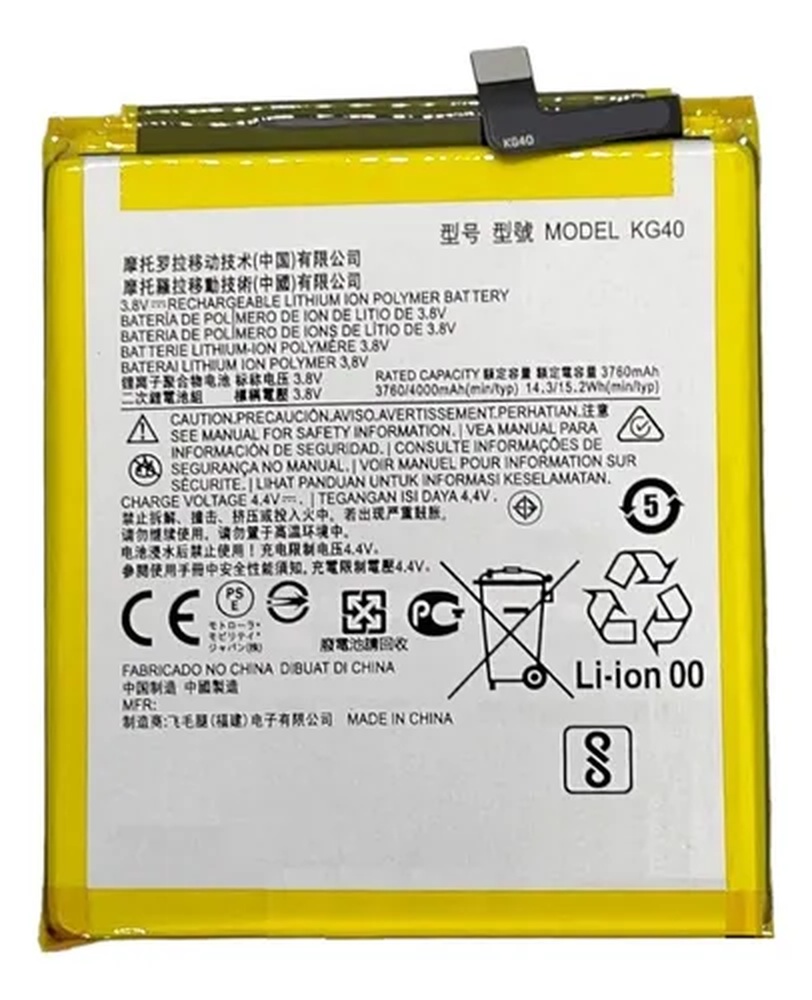 KG40
型号 型號 MODEL KG40
摩托罗拉移动技术(中国)有限公司
摩托羅拉移動技術(中國)有限公司
3.8V⎓RECHARGEABLE LITHIUM ION POLYMER BATTERY
BATERÍA DE POLÍMERO DE ION DE LITIO DE 3.8V
BATERIA DE POLÍMERO DE IONS DE LÍTIO DE 3.8V
BATTERIE LITHIUM-ION POLYMÈRE 3.8V
BATERAI LITHIUM ION POLYMER 3,8V
锂离子聚合物电池 标称电压 3.8V
二次鋰電池組 標稱電壓 3.8V
RATED CAPACITY 额定容量 額定電容量 3760mAh
3760/4000mAh(min/typ) 14.3/15.2Wh(min/typ)
CAUTION.PRECAUCIÓN.AVISO.AVERTISSEMENT.PERHATIAN.注意
SEE MANUAL FOR SAFETY INFORMATION. | VEA MANUAL PARA
INFORMACIÓN DE SEGURIDAD. | CONSULTE INFORMAÇÕES DE
SEGURANÇA NO MANUAL. | VOIR MANUEL POUR INFORMATION SUR
SÉCURITE. | LIHAT PANDUAN UNTUK INFORMASI KESELAMATAN.
CHARGE VOLTAGE 4.4V⎓. | TEGANGAN ISI DAYA 4,4V .
禁止拆解、撞击、挤压或投入火中。若出现严重鼓胀,
请勿继续使用。请勿置于高温环境中。
电池浸水后禁止使用！充电限制电压4.4V。
參閱使用手冊中安全性能資訊须知,充電限制電壓4.4V。
5
CE
PS
E
モトローラ・
モビリティ・
ジャパン(株)
廢電池請回收
PC
Li-ion 00
FABRICADO NO CHINA DIBUAT DI CHINA
中国制造 中國製造
MFR:
制造商:飞毛腿(福建)电子有限公司 MADE IN CHINA